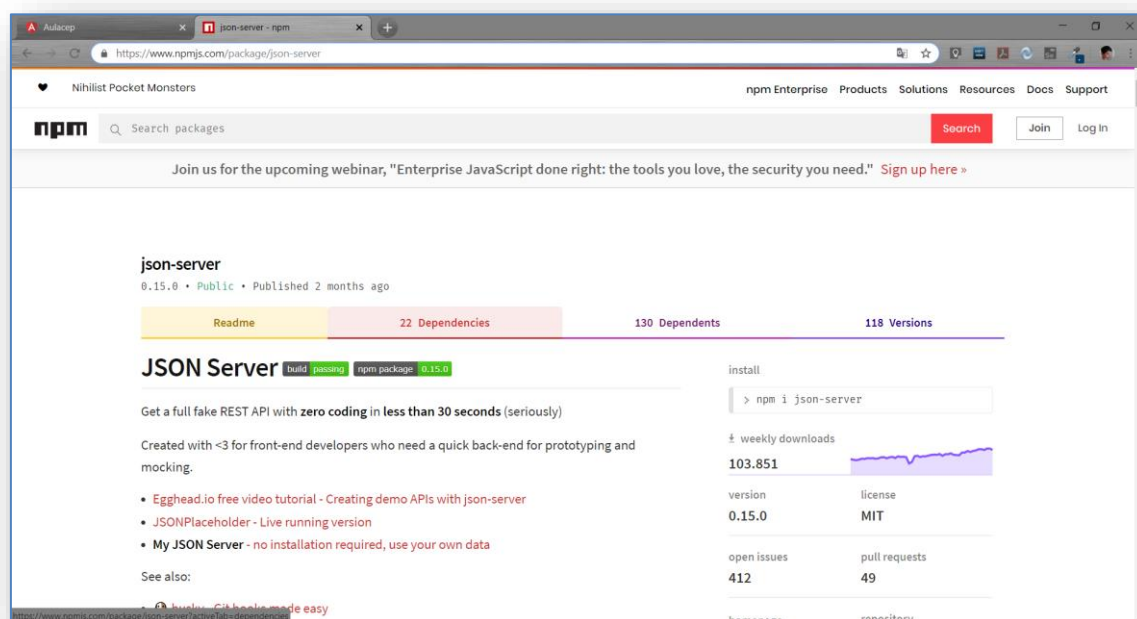 Aulacep
json-server - npm
https://www.npmjs.com/package/json-server
Nihilist Pocket Monsters
npm Enterprise Products Solutions Resources Docs Support
npm
Search packages
Search
Join
Log In
Join us for the upcoming webinar, "Enterprise JavaScript done right: the tools you love, the security you need." Sign up here »
json-server
0.15.0 • Public • Published 2 months ago
Readme
22 Dependencies
130 Dependents
118 Versions
JSON Server build passing npm package 0.15.0
Get a full fake REST API with zero coding in less than 30 seconds (seriously)
Created with <3 for front-end developers who need a quick back-end for prototyping and
mocking.
• Egghead.io free video tutorial - Creating demo APIs with json-server
• JSONPlaceholder - Live running version
• My JSON Server - no installation required, use your own data
See also:
• husky - Git hooks made easy
https://www.npmjs.com/package/json-server?activeTab=dependencies
install
> npm i json-server
weekly downloads
103.851
version
license
0.15.0
MIT
open issues
pull requests
412
49
homepage
repository